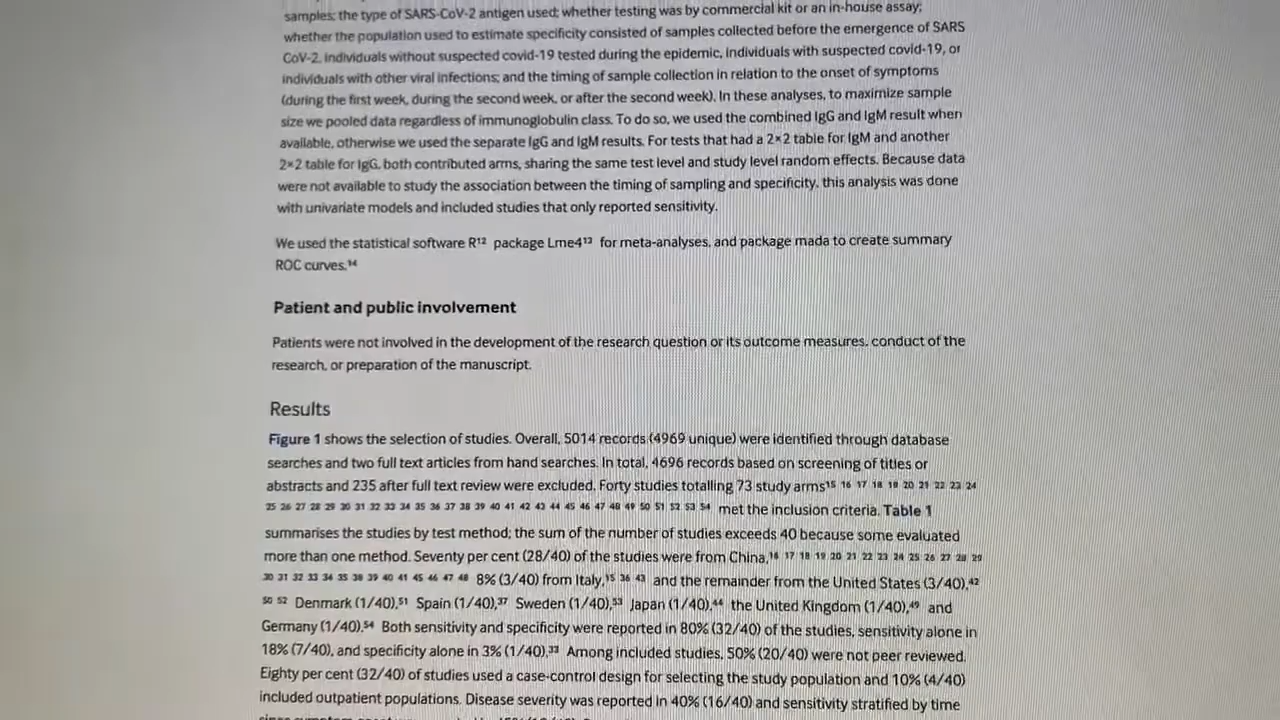 samples; the type of SARS-CoV-2 antigen used; whether testing was by commercial kit or an in-house assay;
whether the population used to estimate specificity consisted of samples collected before the emergence of SARS
CoV-2, individuals without suspected covid-19 tested during the epidemic, individuals with suspected covid-19, or
individuals with other viral infections; and the timing of sample collection in relation to the onset of symptoms
(during the first week, during the second week, or after the second week). In these analyses, to maximize sample
size we pooled data regardless of immunoglobulin class. To do so, we used the combined IgG and IgM result when
available, otherwise we used the separate IgG and IgM results. For tests that had a 2×2 table for IgM and another
2×2 table for IgG, both contributed arms, sharing the same test level and study level random effects. Because data
were not available to study the association between the timing of sampling and specificity, this analysis was done
with univariate models and included studies that only reported sensitivity.
We used the statistical software R¹² package Lme4¹³ for meta-analyses, and package mada to create summary
ROC curves.¹⁴
Patient and public involvement
Patients were not involved in the development of the research question or its outcome measures, conduct of the
research, or preparation of the manuscript.
Results
Figure 1 shows the selection of studies. Overall, 5014 records (4969 unique) were identified through database
searches and two full text articles from hand searches. In total, 4696 records based on screening of titles or
abstracts and 235 after full text review were excluded. Forty studies totalling 73 study arms¹⁵ ¹⁶ ¹⁷ ¹⁸ ¹⁹ ²⁰ ²¹ ²² ²³ ²⁴
²⁵ ²⁶ ²⁷ ²⁸ ²⁹ ³⁰ ³¹ ³² ³³ ³⁴ ³⁵ ³⁶ ³⁷ ³⁸ ³⁹ ⁴⁰ ⁴¹ ⁴² ⁴³ ⁴⁴ ⁴⁵ ⁴⁶ ⁴⁷ ⁴⁸ ⁴⁹ ⁵⁰ ⁵¹ ⁵² ⁵³ ⁵⁴ met the inclusion criteria. Table 1
summarises the studies by test method; the sum of the number of studies exceeds 40 because some evaluated
more than one method. Seventy per cent (28/40) of the studies were from China,¹⁶ ¹⁷ ¹⁸ ¹⁹ ²⁰ ²¹ ²² ²³ ²⁴ ²⁵ ²⁶ ²⁷ ²⁸ ²⁹
³⁰ ³¹ ³² ³³ ³⁴ ³⁵ ³⁸ ³⁹ ⁴⁰ ⁴¹ ⁴⁵ ⁴⁶ ⁴⁷ ⁴⁸ 8% (3/40) from Italy,¹⁵ ³⁶ ⁴³ and the remainder from the United States (3/40),⁴²
⁵⁰ ⁵² Denmark (1/40),⁵¹ Spain (1/40),³⁷ Sweden (1/40),⁵³ Japan (1/40),⁴⁴ the United Kingdom (1/40),⁴⁹ and
Germany (1/40).⁵⁴ Both sensitivity and specificity were reported in 80% (32/40) of the studies, sensitivity alone in
18% (7/40), and specificity alone in 3% (1/40).³³ Among included studies, 50% (20/40) were not peer reviewed.
Eighty per cent (32/40) of studies used a case-control design for selecting the study population and 10% (4/40)
included outpatient populations. Disease severity was reported in 40% (16/40) and sensitivity stratified by time